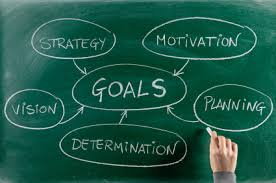 STRATEGY
MOTIVATION
GOALS
VISION
PLANNING
DETERMINATION